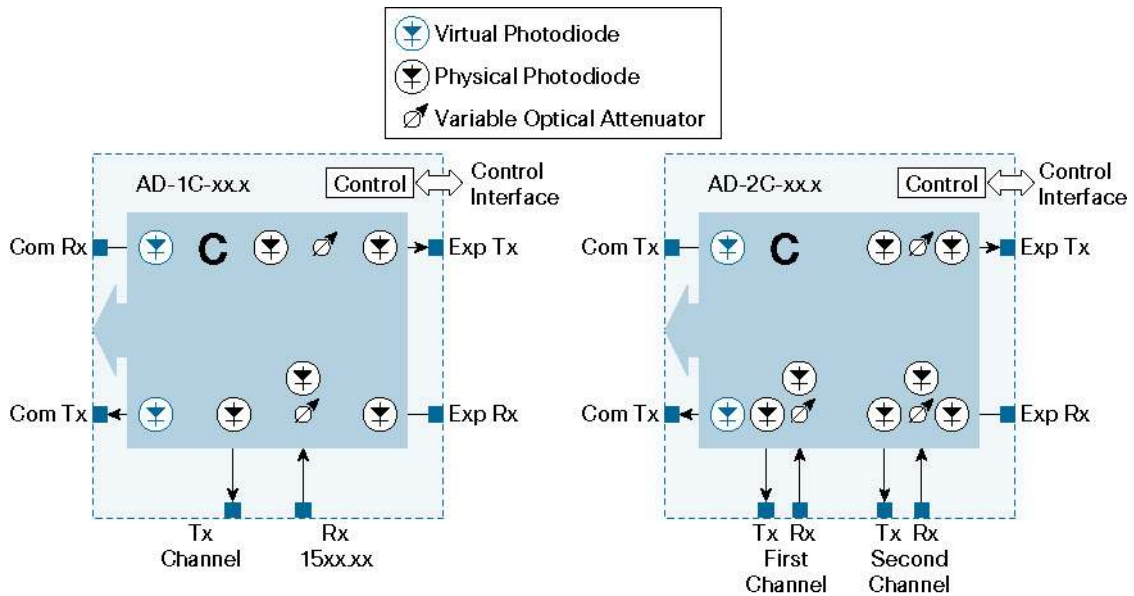 Virtual Photodiode
Physical Photodiode
Variable Optical Attenuator
AD-1C-xx.x
Control
Control
Interface
Com Rx
C
Exp Tx
Com Tx
Exp Rx
Tx
Channel
Rx
15xx.xx
AD-2C-xx.x
Control
Control
Interface
Com Tx
C
Exp Tx
Com Tx
Exp Rx
Tx Rx
First
Channel
Tx Rx
Second
Channel